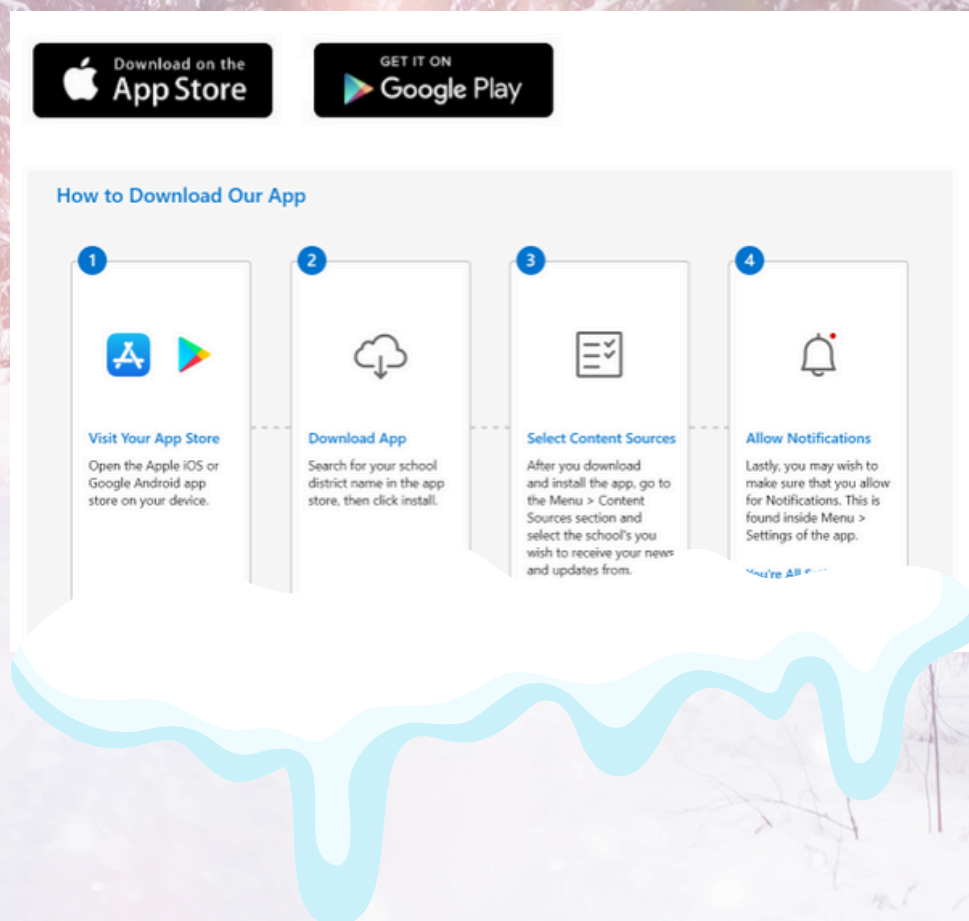 Download on the
App Store
GET IT ON
Google Play
How to Download Our App
1
Visit Your App Store
Open the Apple iOS or
Google Android app
store on your device.
2
Download App
Search for your school
district name in the app
store, then click install.
3
Select Content Sources
After you download
and install the app, go to
the Menu > Content
Sources section and
select the school's you
wish to receive your news
and updates from.
4
Allow Notifications
Lastly, you may wish to
make sure that you allow
for Notifications. This is
found inside Menu >
Settings of the app.
You're All